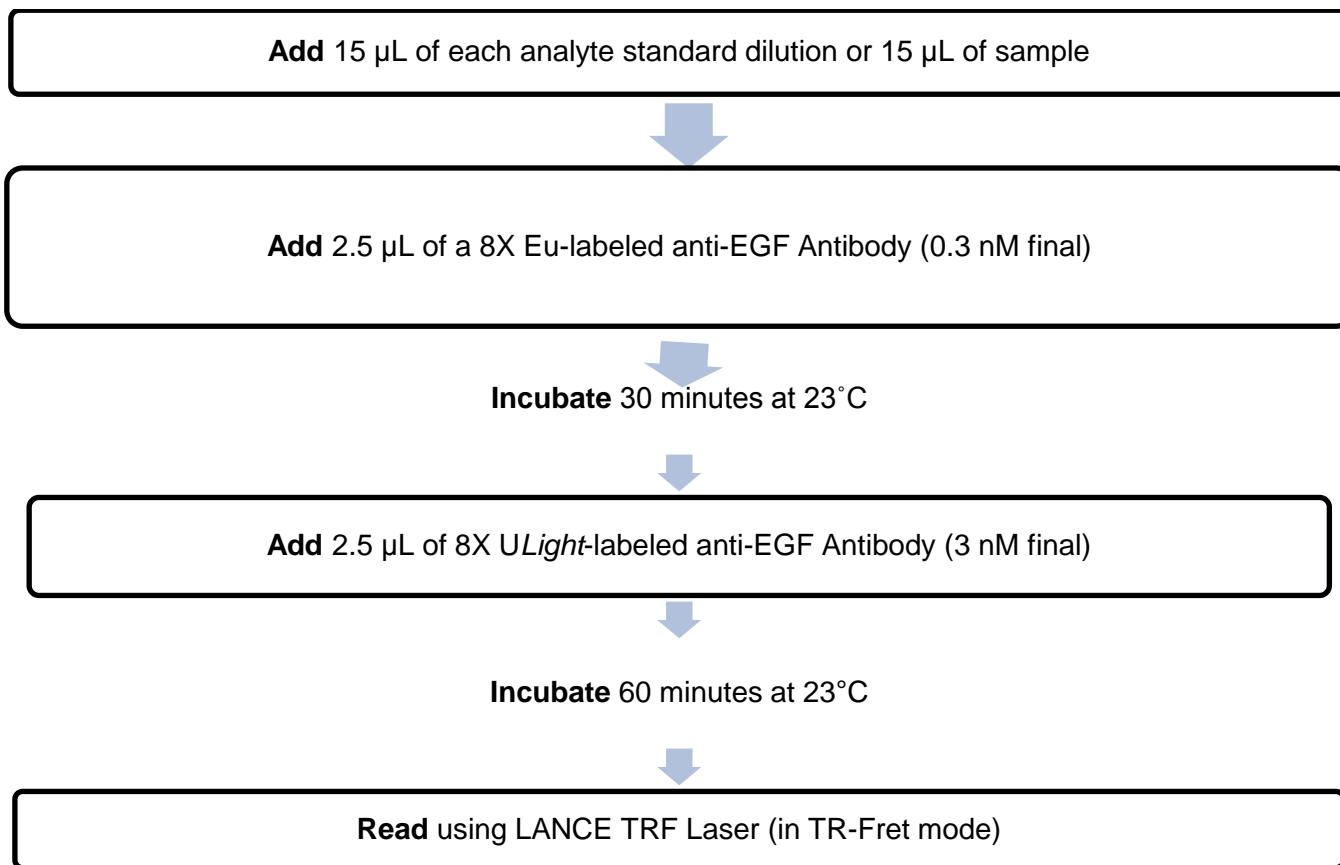 Add 15 µL of each analyte standard dilution or 15 µL of sample
Add 2.5 µL of a 8X Eu-labeled anti-EGF Antibody (0.3 nM final)
Incubate 30 minutes at 23˚C
Add 2.5 µL of 8X ULight-labeled anti-EGF Antibody (3 nM final)
Incubate 60 minutes at 23°C
Read using LANCE TRF Laser (in TR-Fret mode)